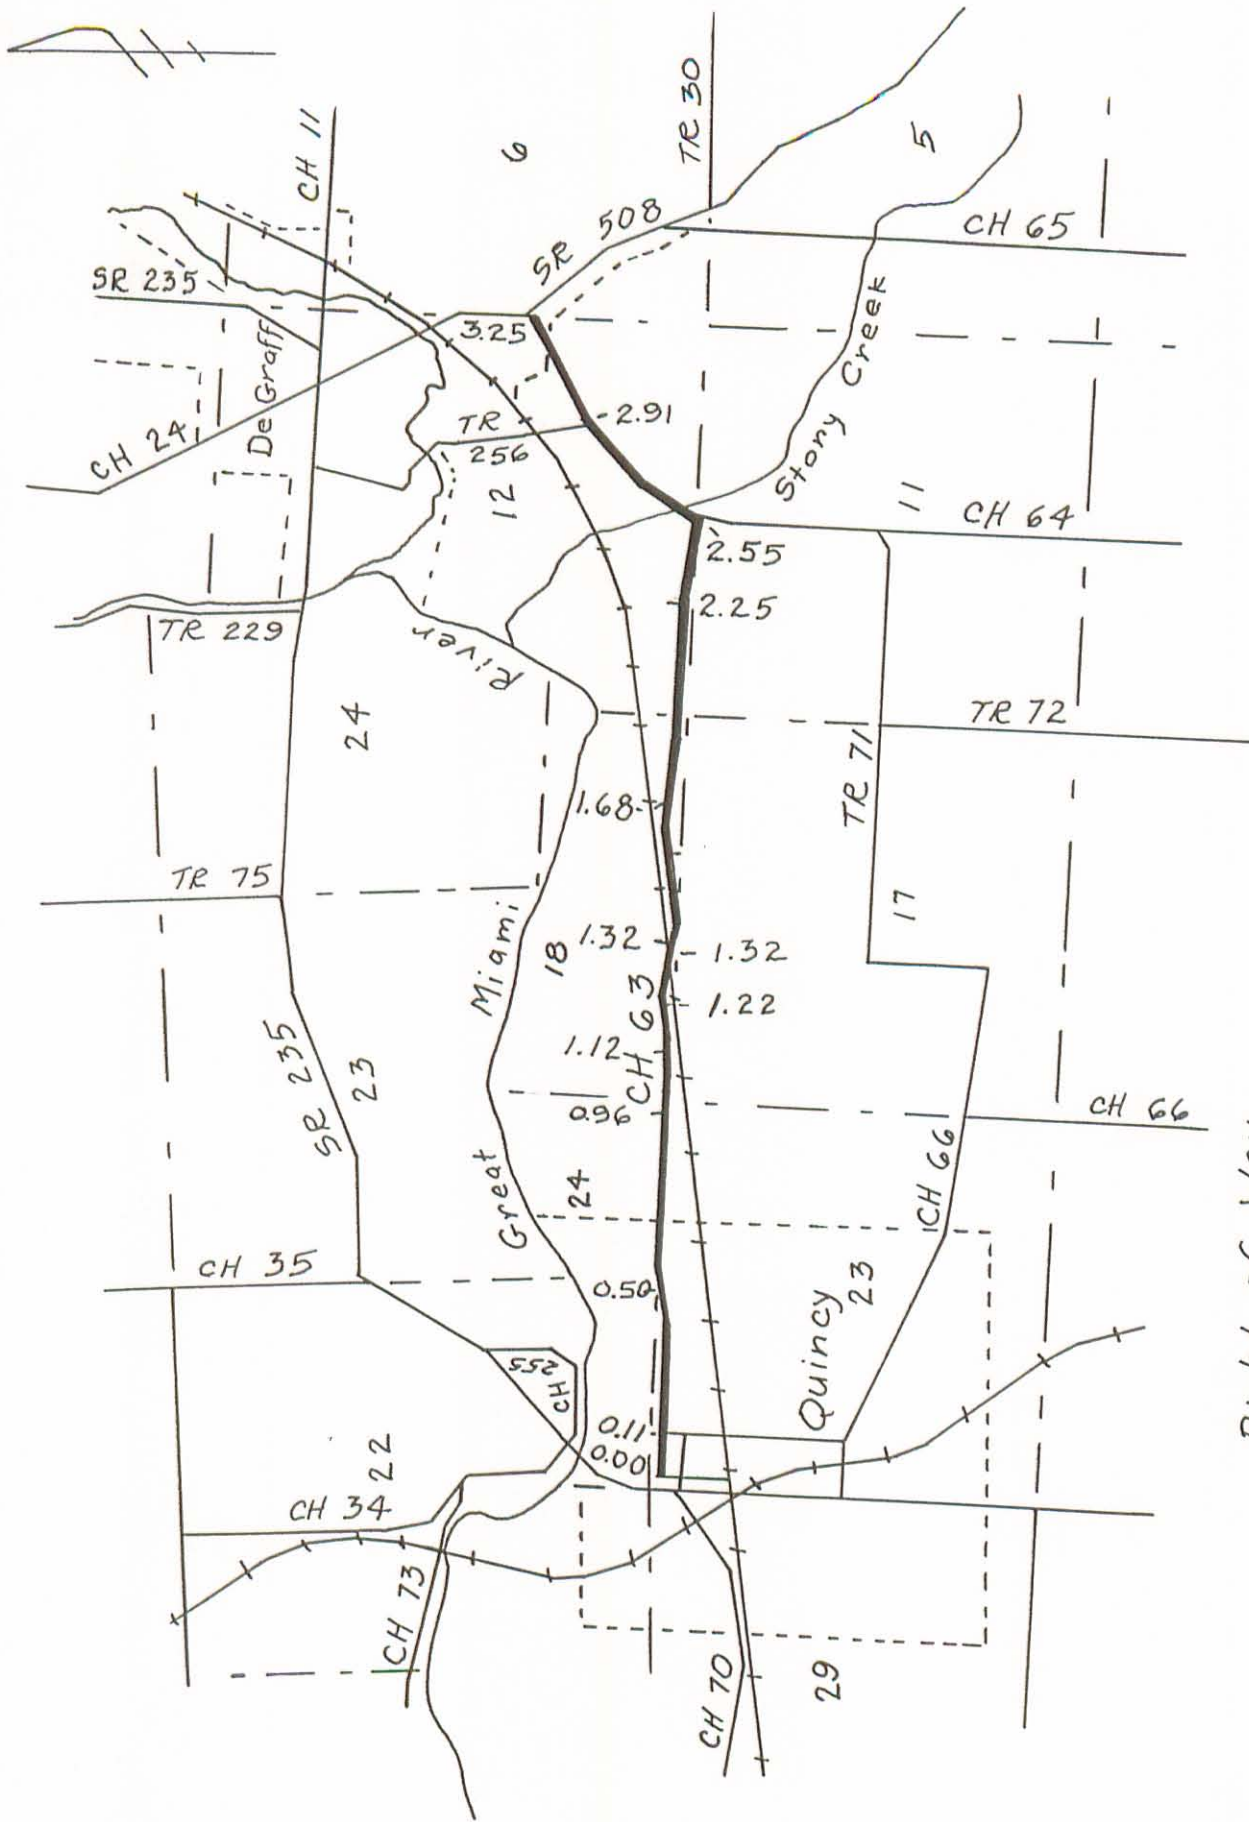 CH 11
6
TR 30
5
SR 508
CH 65
SR 235
De Graff
3.25
Stony Creek
CH 24
TR 256
2.91
12
11
CH 64
2.55
2.25
TR 229
River
24
TR 72
TR 71
1.68
TR 75
17
Miami
18
1.32
1.32
CH 63
1.22
SR 235
23
1.12
0.96
CH 66
Great
24
CH 66
CH 35
0.50
Quincy
23
CH 255
0.11
0.00
22
CH 34
CH 73
CH 70
29